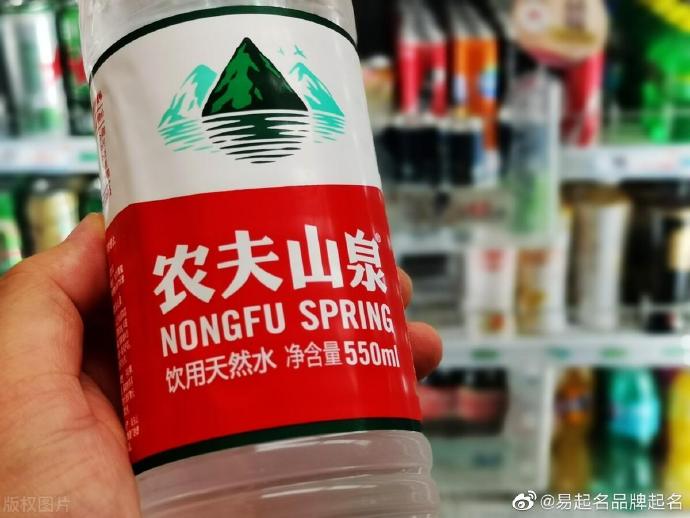 农夫山泉®
NONGFU SPRING
饮用天然水 净含量550ml
版权图片
@易起名品牌起名